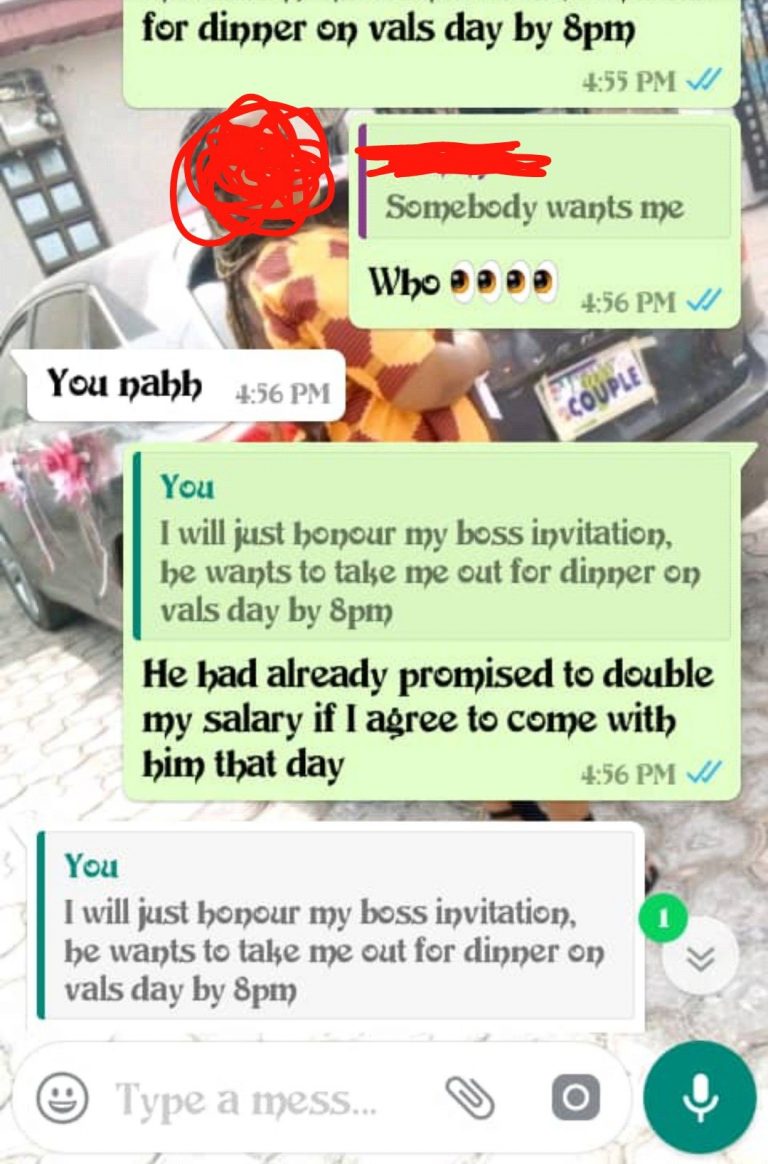 for dinner on vals day by 8pm
4:55 PM
Somebody wants me
Who 👀👀
4:56 PM
You nahh 4:56 PM
COUPLE
You
I will just honour my boss invitation,
he wants to take me out for dinner on
vals day by 8pm
He had already promised to double
my salary if I agree to come with
him that day
4:56 PM
You
I will just honour my boss invitation,
he wants to take me out for dinner on
vals day by 8pm
1
Type a mess...